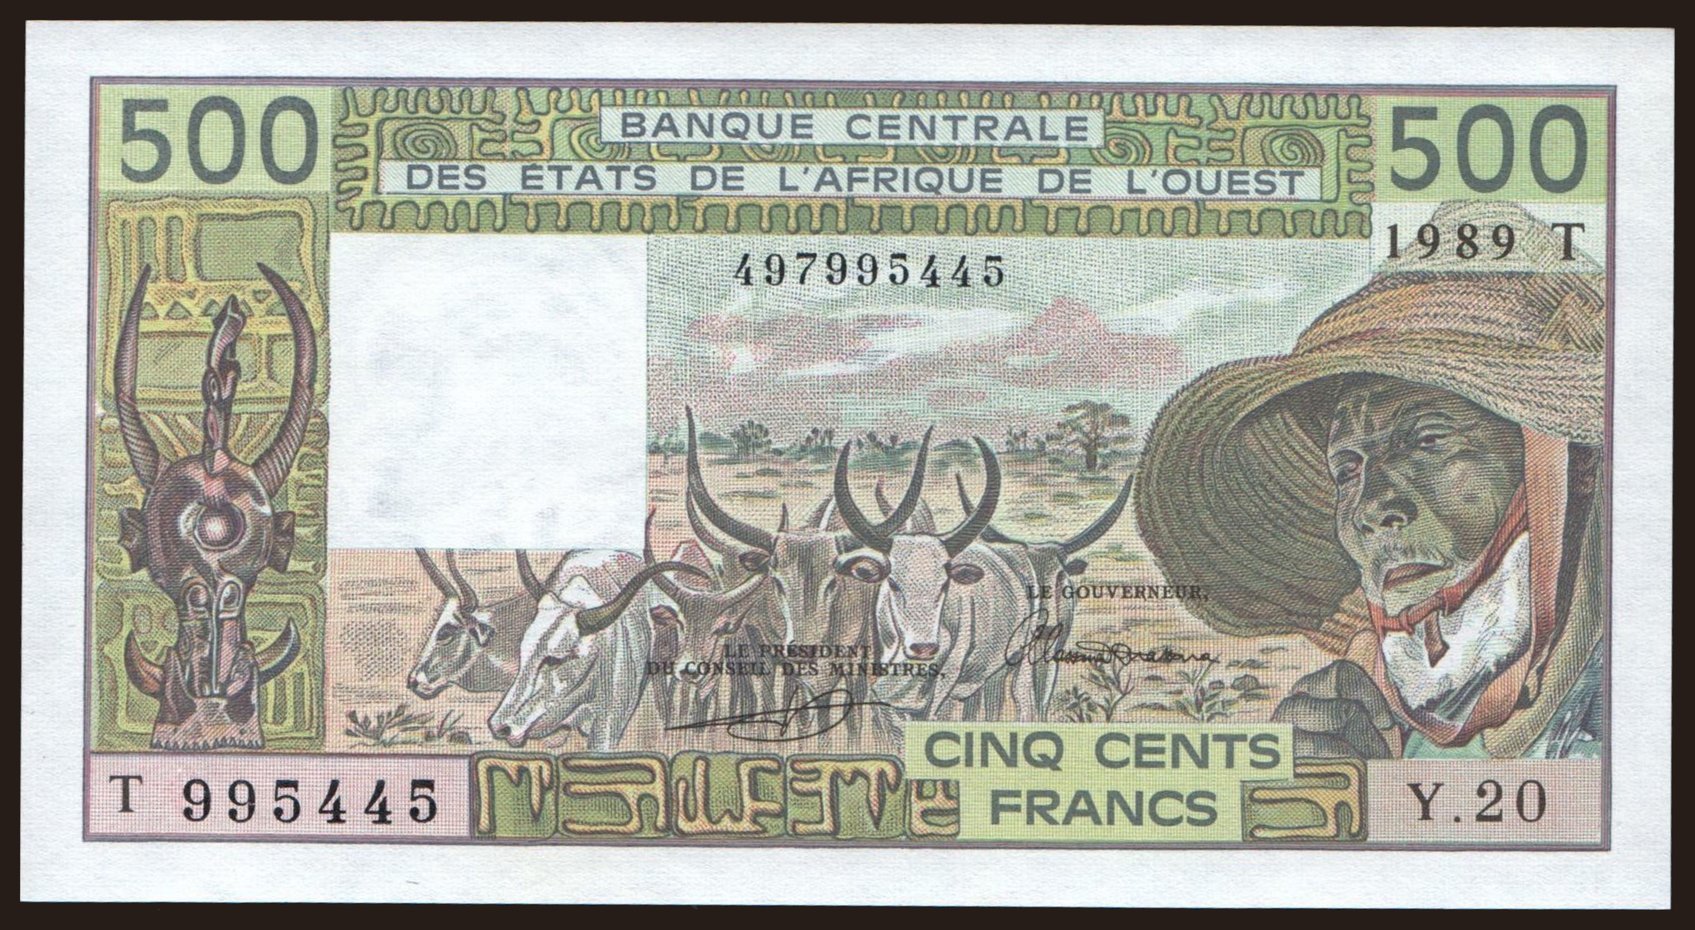 500
BANQUE CENTRALE
DES ÉTATS DE L'AFRIQUE DE L'OUEST
500
1989 T
497995445
LE GOUVERNEUR,
LE PRÉSIDENT
DU CONSEIL DES MINISTRES,
CINQ CENTS
FRANCS
T 995445
Y.20